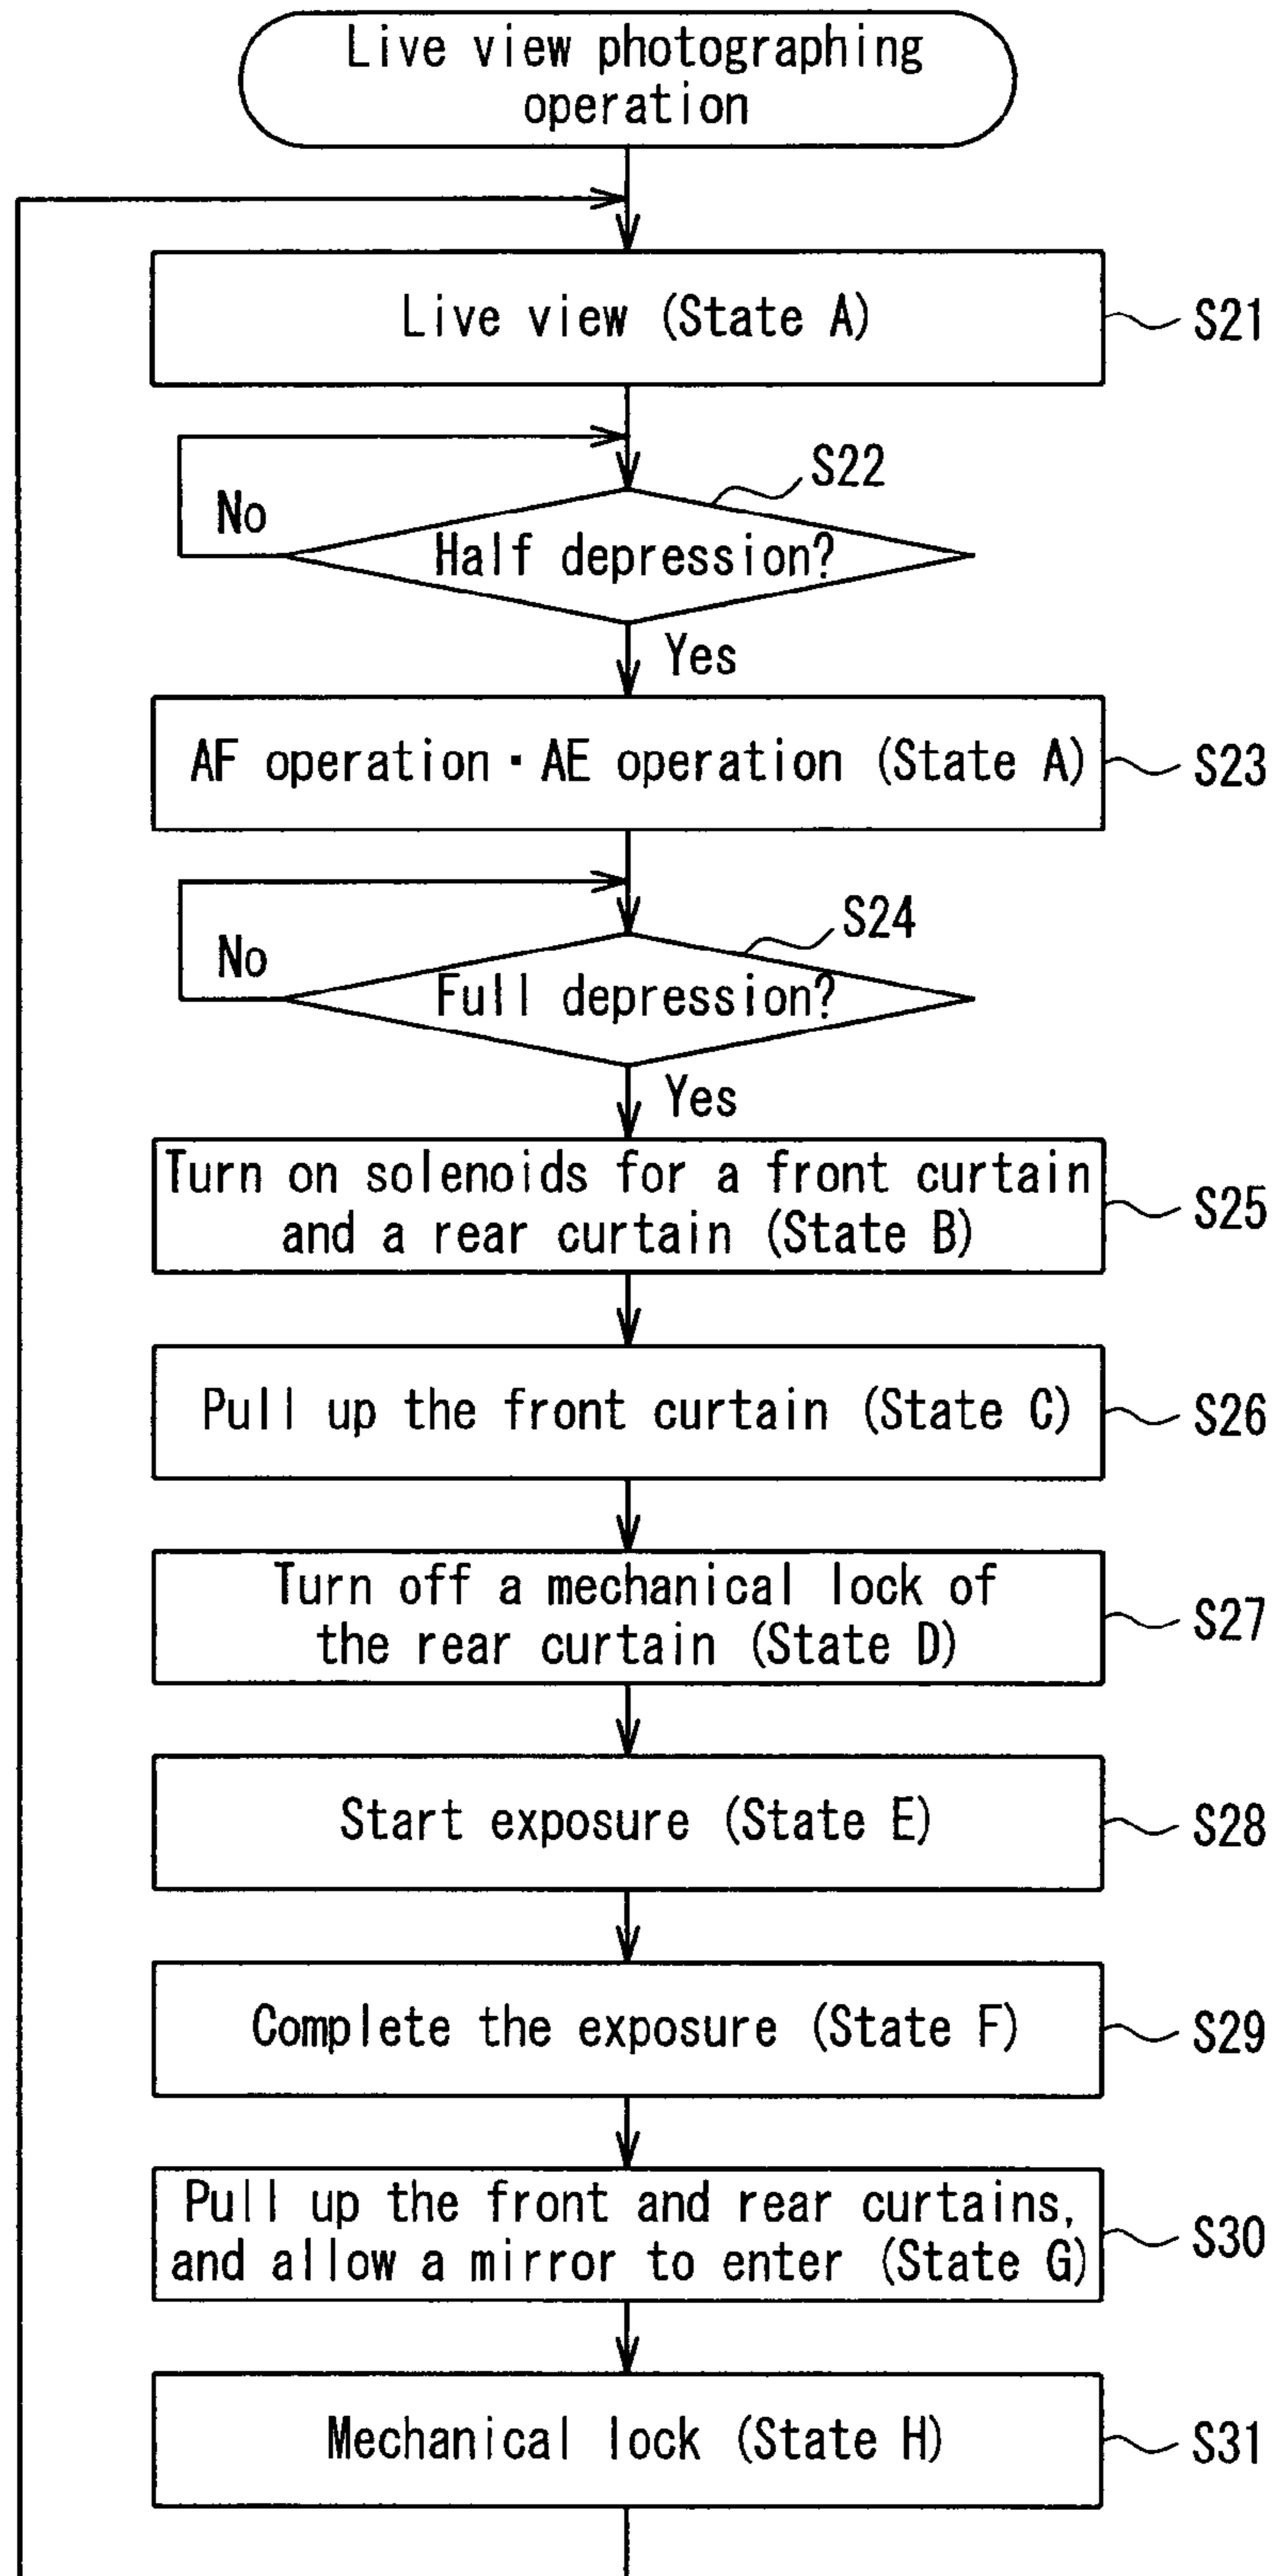 Live view photographing
operation
Live view (State A)
S21
S22
No
Half depression?
Yes
AF operation・AE operation (State A)
S23
S24
No
Full depression?
Yes
Turn on solenoids for a front curtain
and a rear curtain (State B)
S25
Pull up the front curtain (State C)
S26
Turn off a mechanical lock of
the rear curtain (State D)
S27
Start exposure (State E)
S28
Complete the exposure (State F)
S29
Pull up the front and rear curtains,
and allow a mirror to enter (State G)
S30
Mechanical lock (State H)
S31